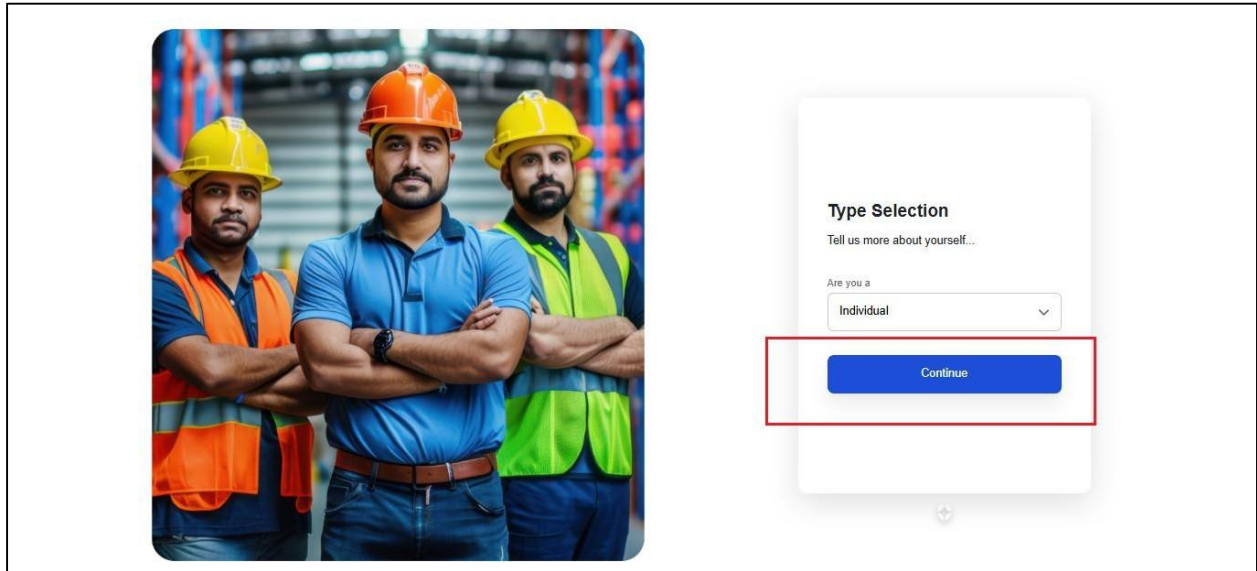 Type Selection
Tell us more about yourself...
Are you a
Individual
Continue